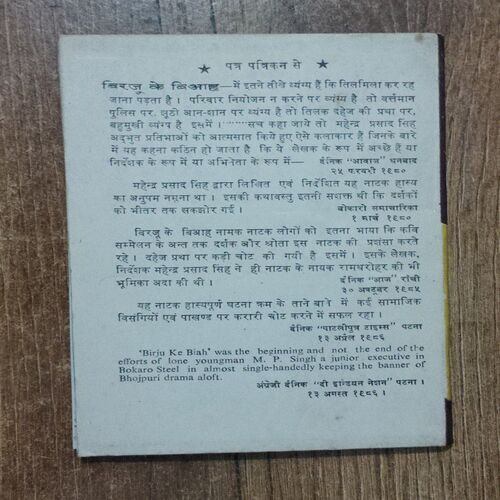 ★ पत्र पत्रिकन से ★
बिरजू के बिआह—में इतने तीखे व्यंग्य हैं कि तिलमिला कर रह
जाना पड़ता है। परिवार नियोजन न करने पर व्यंग्य है तो वर्त्तमान
पुलिस पर, झूठी आन-शान पर व्यंग्य है तो तिलक दहेज की प्रथा पर,
बहुमुखी व्यंग्य है इसमें।.......सच कहा जाये तो महेन्द्र प्रसाद सिंह
अद्भुत प्रतिभाओं को आत्मसात किये हुए ऐसे कलाकार हैं जिनके बारे
में यह कहना कठिन हो जाता है कि ये लेखक के रूप में अच्छे हैं या
निर्देशक के रूप में या अभिनेता के रूप में— दैनिक "आवाज" धनबाद
२५ फरवरी १९८०
महेन्द्र प्रसाद सिंह द्वारा लिखित एवं निर्देशित यह नाटक हास्य
का अनुपम नमूना था। इसकी कथावस्तु इतनी सशक्त थी कि दर्शकों
को भीतर तक झकझोर गई।
बोकारो समाचारिका
१ मार्च १९८०
बिरजु के बिआह नामक नाटक लोगों को इतना भाया कि कवि
सम्मेलन के अन्त तक दर्शक और श्रोता इस नाटक की प्रशंसा करते
रहे। दहेज प्रथा पर कड़ी चोट की गयी है इसमें। इसके लेखक,
निर्देशक महेन्द्र प्रसाद सिंह ने ही नाटक के नायक रामधरोहर की भी
भूमिका अदा की थी।
दैनिक "आज" राँची
३० अक्टूबर १९८५
यह नाटक हास्यपूर्ण घटना क्रम के ताने बाने में कई सामाजिक
विसंगियों एवं पाखण्ड पर करारी चोट करने में सफल रहा।
दैनिक "पाटलीपुत्र टाइम्स" पटना
१३ अप्रैल १९८६
'Birju Ke Biah' was the beginning and not the end of the
efforts of lone youngman M. P. Singh a junior executive in
Bokaro Steel in almost single-handedly keeping the banner of
Bhojpuri drama aloft.
अंग्रेजी दैनिक "दी इण्डियन नेशन" पटना।
१३ अगस्त १९८६।